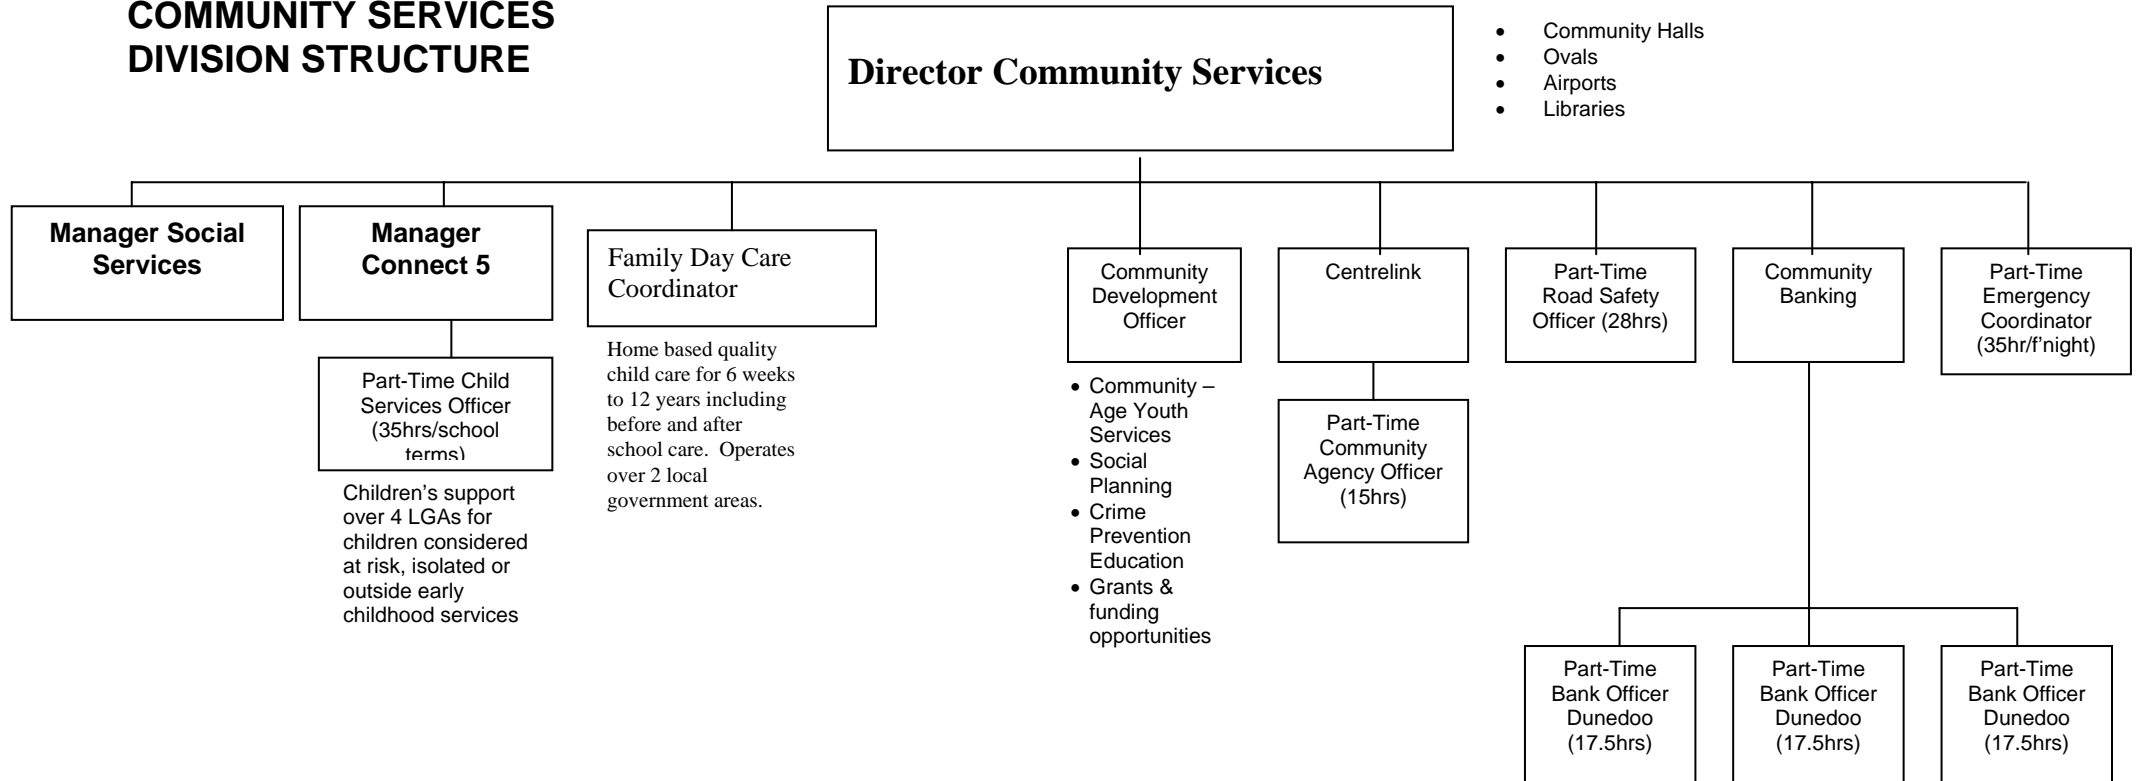 COMMUNITY SERVICES
DIVISION STRUCTURE
Director Community Services
• Community Halls
• Ovals
• Airports
• Libraries
Manager Social
Services
Manager
Connect 5
Part-Time Child
Services Officer
(35hrs/school
terms)
Children's support
over 4 LGAs for
children considered
at risk, isolated or
outside early
childhood services
Family Day Care
Coordinator
Home based quality
child care for 6 weeks
to 12 years including
before and after
school care.  Operates
over 2 local
government areas.
Community
Development
Officer
• Community –
Age Youth
Services
• Social
Planning
• Crime
Prevention
Education
• Grants &
funding
opportunities
Centrelink
Part-Time
Community
Agency Officer
(15hrs)
Part-Time
Road Safety
Officer (28hrs)
Community
Banking
Part-Time
Emergency
Coordinator
(35hr/f'night)
Part-Time
Bank Officer
Dunedoo
(17.5hrs)
Part-Time
Bank Officer
Dunedoo
(17.5hrs)
Part-Time
Bank Officer
Dunedoo
(17.5hrs)